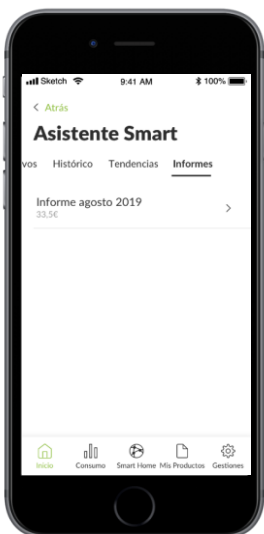 Sketch 9:41 AM 100%
< Atrás
Asistente Smart
vos Histórico Tendencias Informes
Informe agosto 2019
33,5€
Inicio Consumo Smart Home Mis Productos Gestiones